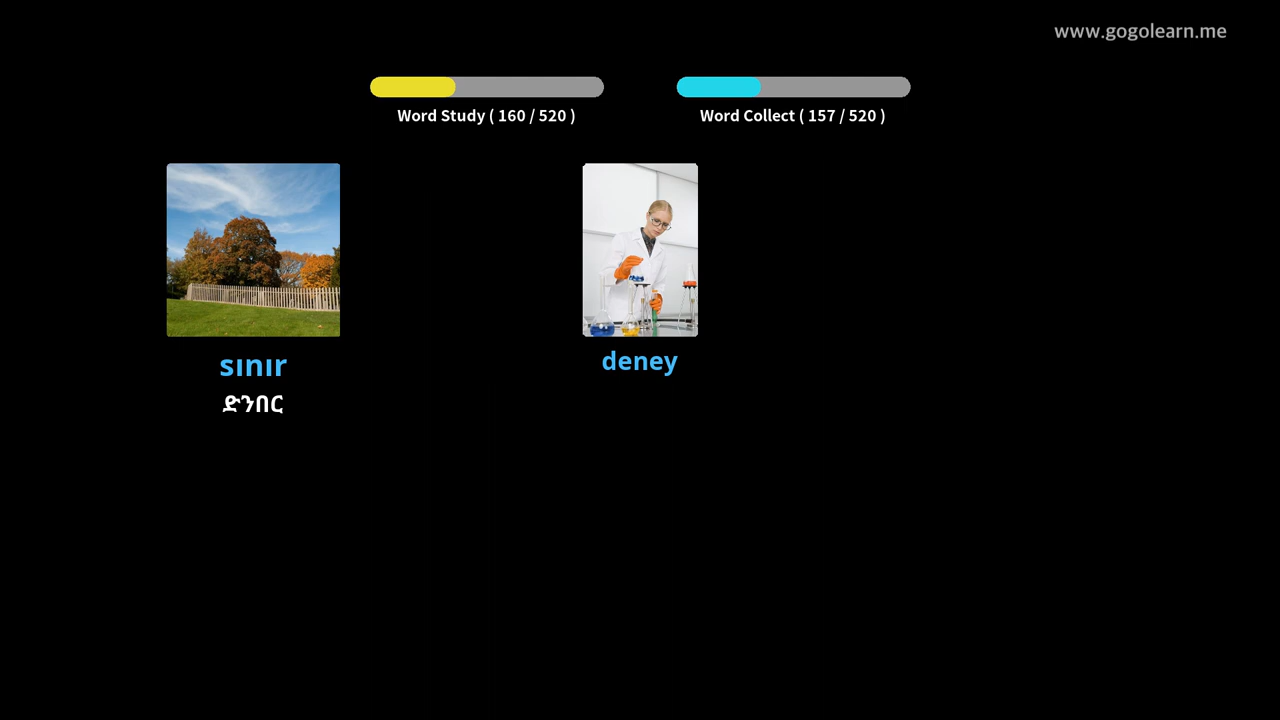 www.gogolearn.me
Word Study ( 160 / 520 )
Word Collect ( 157 / 520 )
sınır
ድንበር
deney